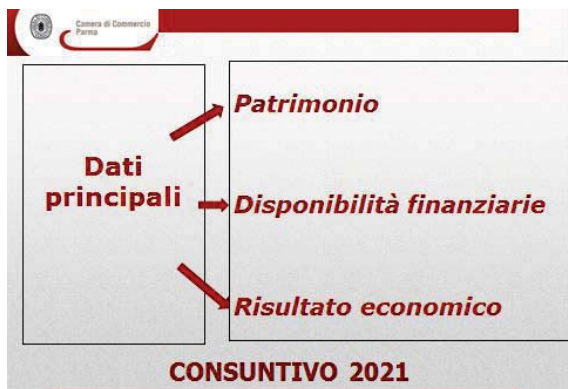 Camera di Commercio
Parma
Patrimonio
Dati
principali
Disponibilità finanziarie
Risultato economico
CONSUNTIVO 2021